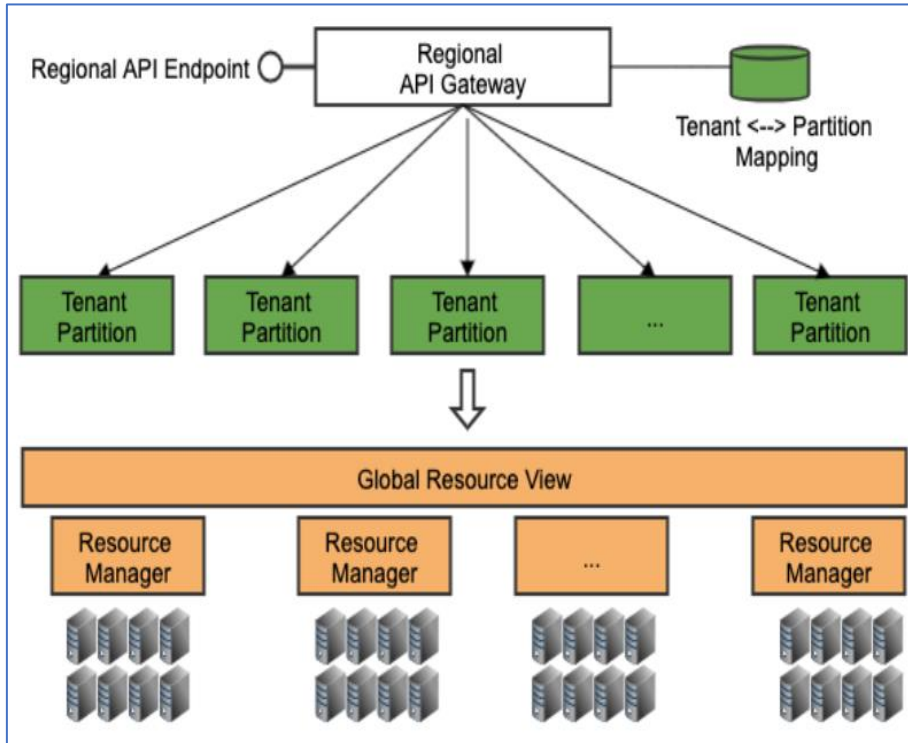 Regional API Endpoint
Regional
API Gateway
Tenant <--> Partition
Mapping
Tenant
Partition
Tenant
Partition
Tenant
Partition
...
Tenant
Partition
Global Resource View
Resource
Manager
Resource
Manager
...
Resource
Manager